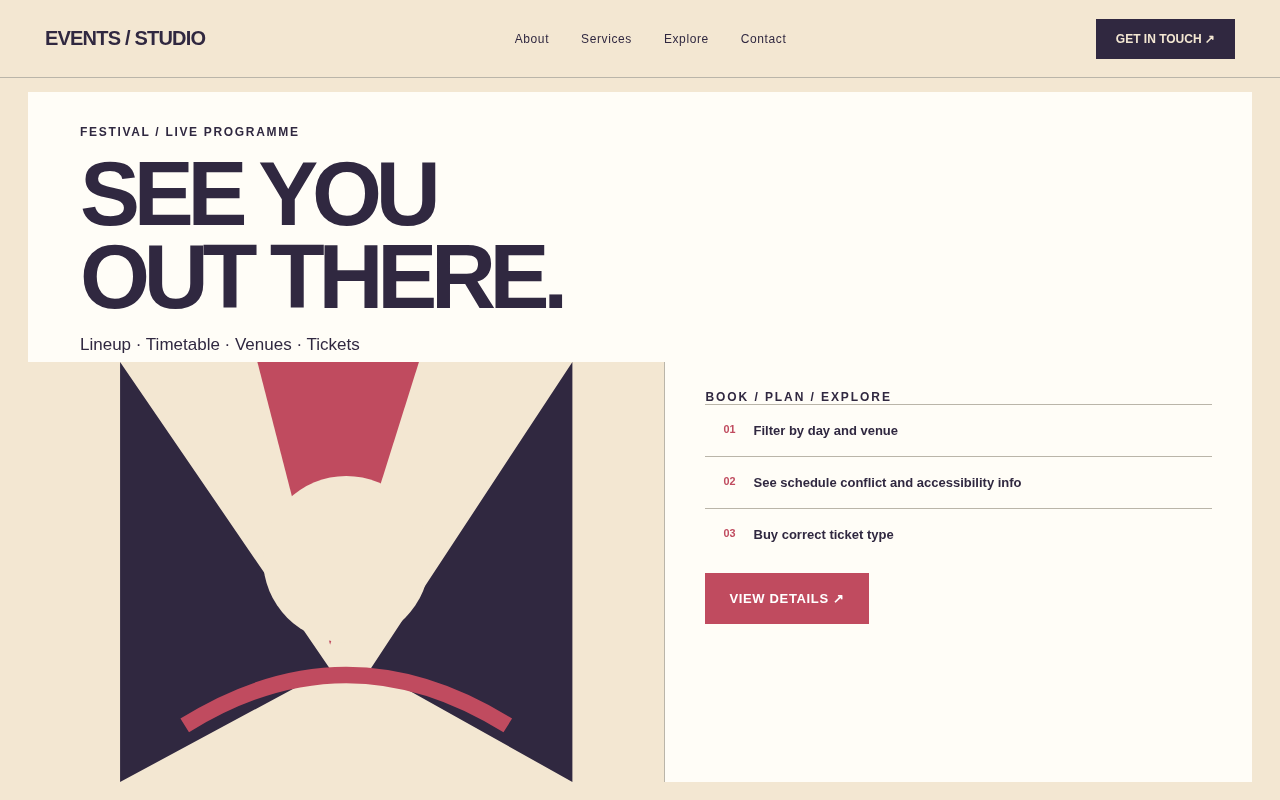 EVENTS / STUDIO
About
Services
Explore
Contact
GET IN TOUCH ↗
FESTIVAL / LIVE PROGRAMME
SEE YOU
OUT THERE.
Lineup · Timetable · Venues · Tickets
BOOK / PLAN / EXPLORE
01 Filter by day and venue
02 See schedule conflict and accessibility info
03 Buy correct ticket type
VIEW DETAILS ↗